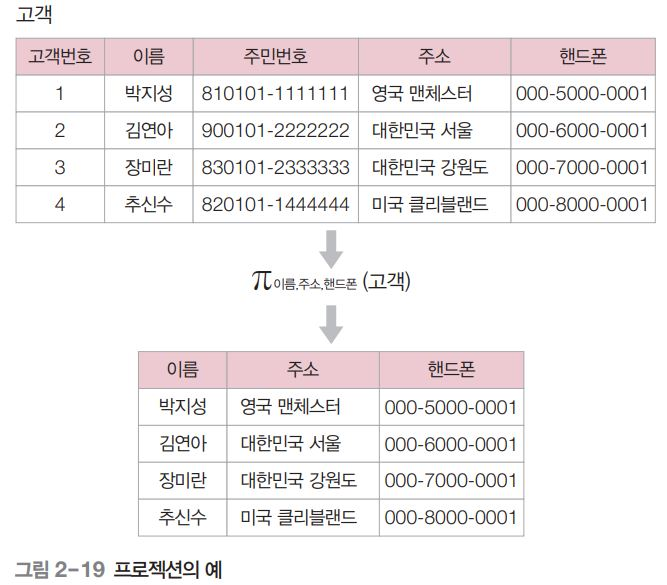 고객
고객번호 이름 주민번호 주소 핸드폰
1 박지성 810101-1111111 영국 맨체스터 000-5000-0001
2 김연아 900101-2222222 대한민국 서울 000-6000-0001
3 장미란 830101-2333333 대한민국 강원도 000-7000-0001
4 추신수 820101-1444444 미국 클리블랜드 000-8000-0001
π이름,주소,핸드폰 (고객)
이름 주소 핸드폰
박지성 영국 맨체스터 000-5000-0001
김연아 대한민국 서울 000-6000-0001
장미란 대한민국 강원도 000-7000-0001
추신수 미국 클리블랜드 000-8000-0001
그림 2-19 프로젝션의 예